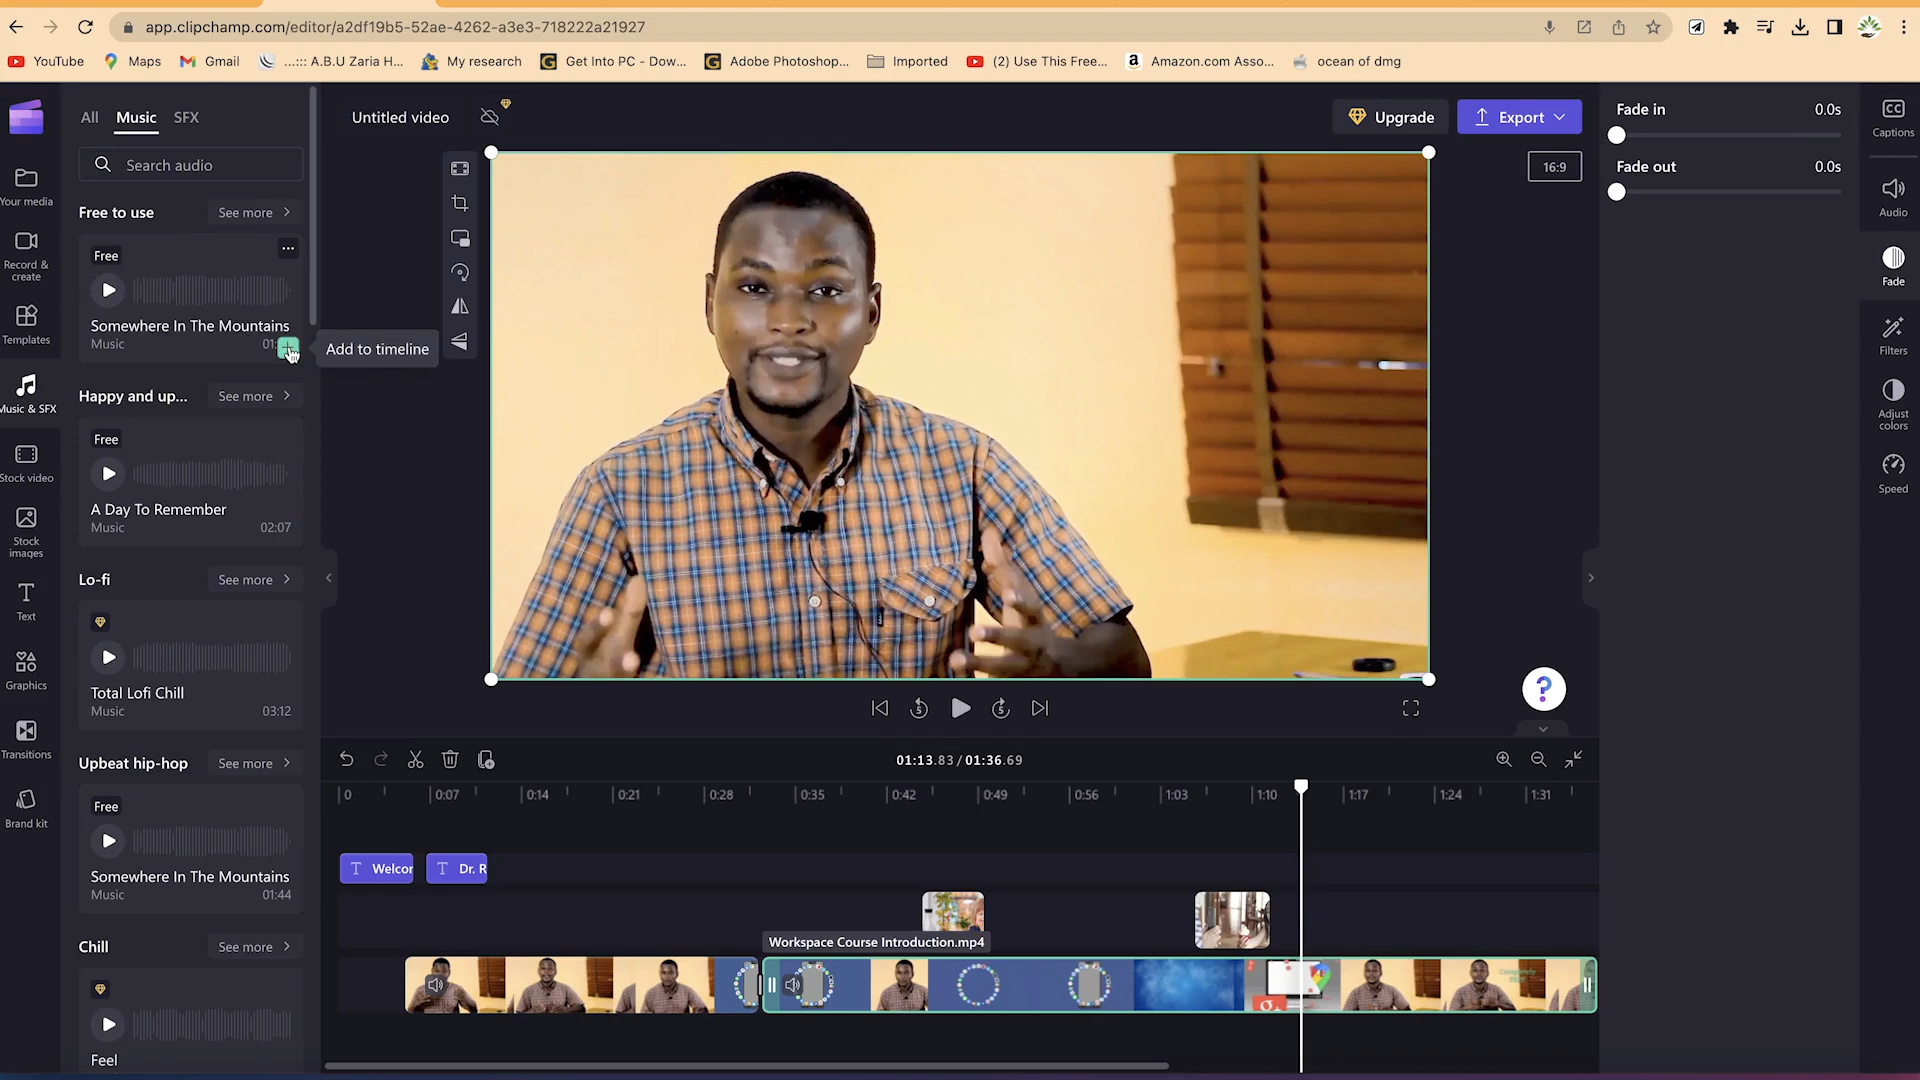 app.clipchamp.com/editor/a2df19b5-52ae-4262-a3e3-718222a21927
YouTube Maps Gmail ...::: A.B.U Zaria H... My research Get Into PC - Dow... Adobe Photoshop... Imported (2) Use This Free... Amazon.com Asso... ocean of dmg
All Music SFX
Search audio
Free to use See more
Free
Somewhere In The Mountains
Music 01:
Add to timeline
Happy and up... See more
Free
A Day To Remember
Music 02:07
Lo-fi See more
Total Lofi Chill
Music 03:12
Upbeat hip-hop See more
Free
Somewhere In The Mountains
Music 01:44
Chill See more
Feel
Your media
Record &
create
Templates
Music & SFX
Stock video
Stock
images
Text
Graphics
Transitions
Brand kit
Untitled video
Upgrade
Export
16:9
Fade in 0.0s
Fade out 0.0s
CC
Captions
Audio
Fade
Filters
Adjust
colors
Speed
5 5
?
01:13.83 / 01:36.69
0 0:07 0:14 0:21 0:28 0:35 0:42 0:49 0:56 1:03 1:10 1:17 1:24 1:31
T Welcor T Dr. R
Workspace Course Introduction.mp4